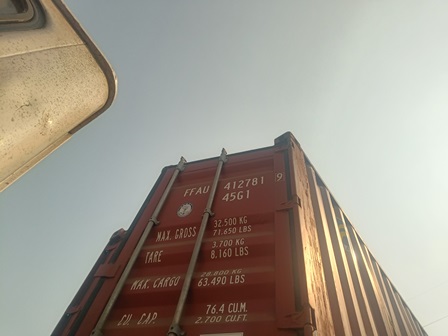 FFAU 412781 9
45G1
MAX. GROSS 32.500 KG
71.650 LBS
TARE 3.700 KG
8.160 LBS
MAX. CARGO 28.800 KG
63.490 LBS
CU. CAP. 76.4 CU.M.
2.700 CU.FT.